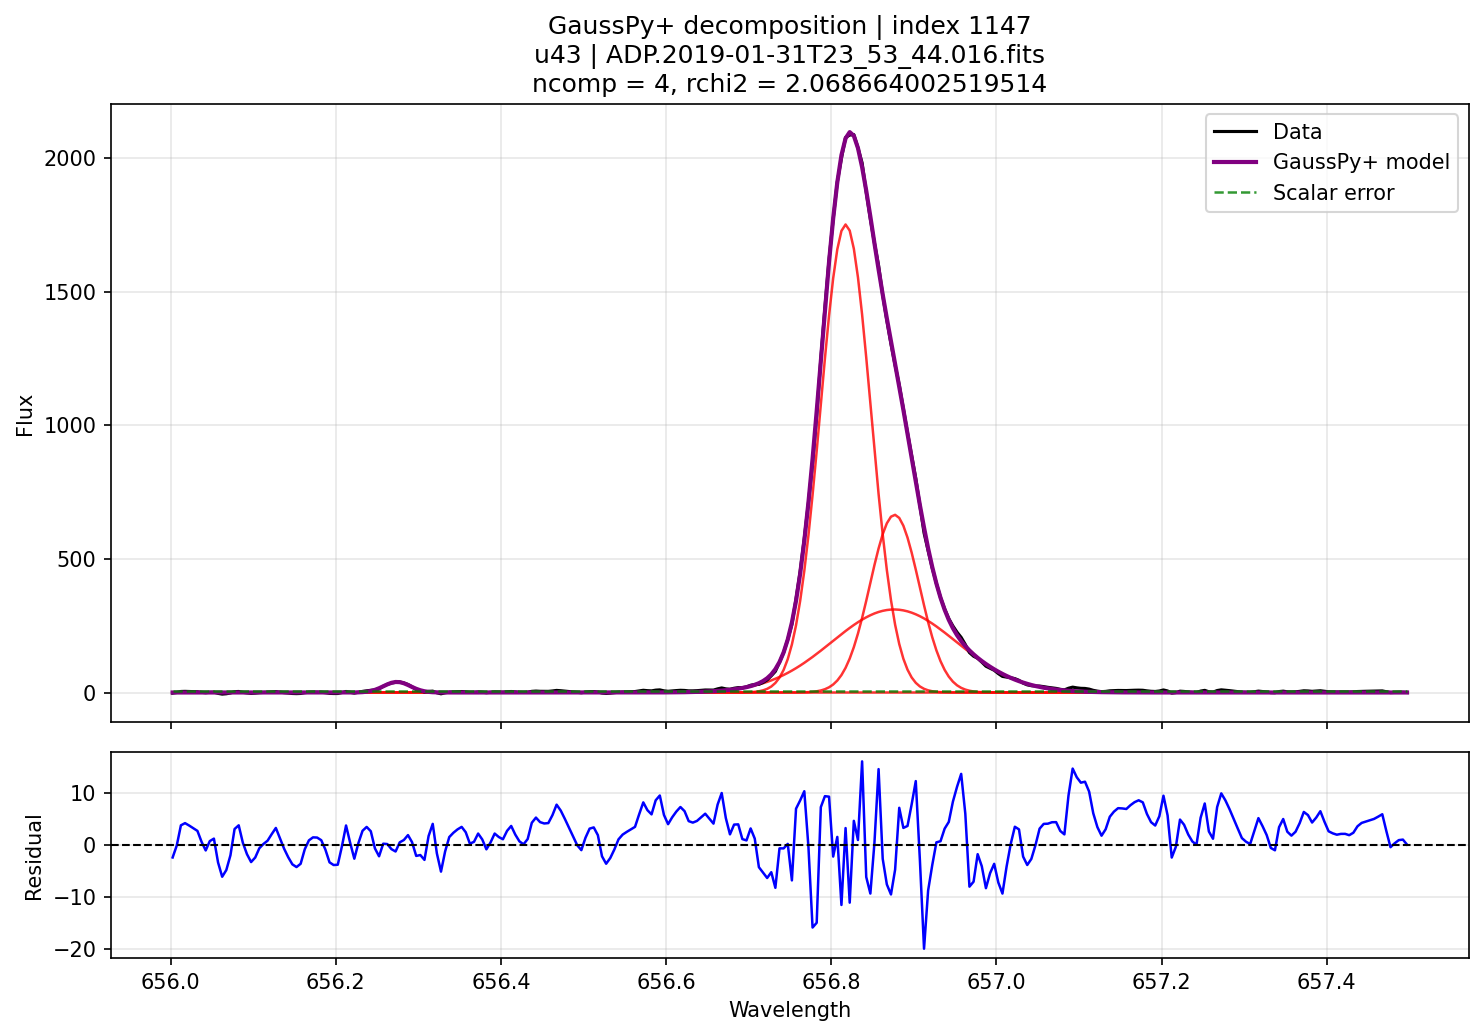 GaussPy+ decomposition | index 1147
u43 | ADP.2019-01-31T23_53_44.016.fits
ncomp = 4, rchi2 = 2.068664002519514
Data
GaussPy+ model
Scalar error
2000
1500
1000
500
0
Flux
10
0
−10
−20
Residual
656.0
656.2
656.4
656.6
656.8
657.0
657.2
657.4
Wavelength